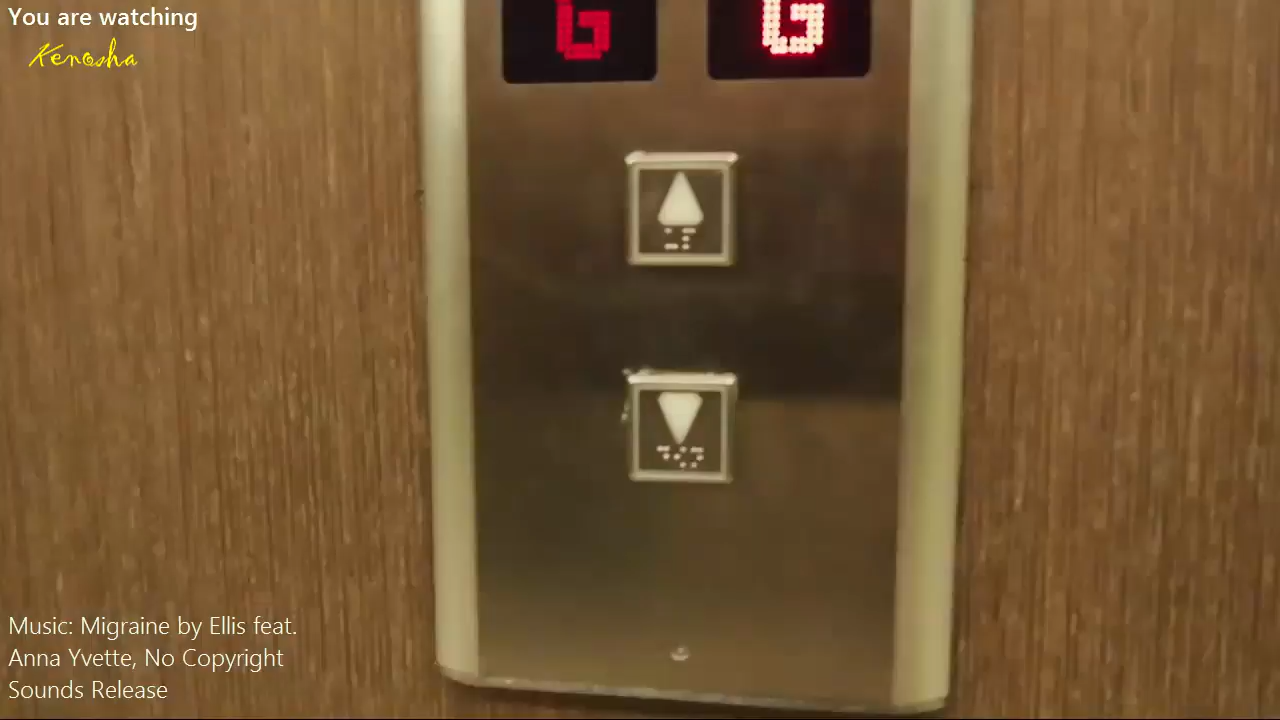 You are watching
Kenosha
G G
Music: Migraine by Ellis feat.
Anna Yvette, No Copyright
Sounds Release